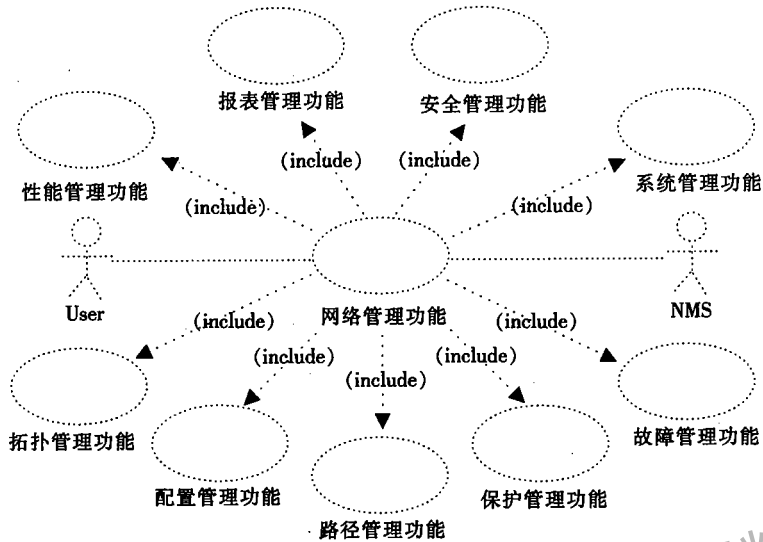 报表管理功能
安全管理功能
性能管理功能
系统管理功能
(include)
(include)
(include)
(include)
User
网络管理功能
NMS
(include)
(include)
(include)
(include)
(include)
拓扑管理功能
配置管理功能
路径管理功能
保护管理功能
故障管理功能